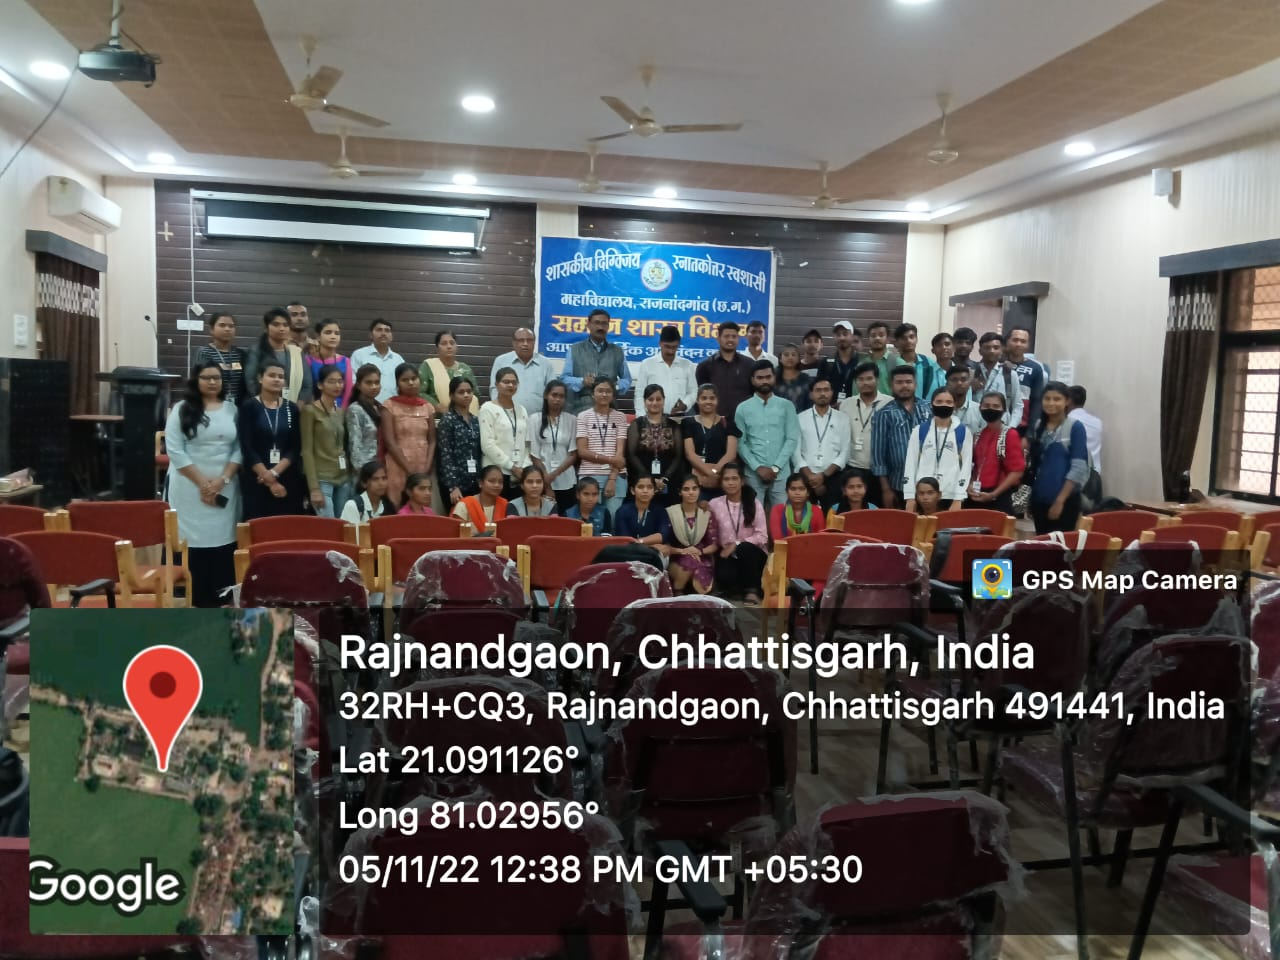 शासकीय दिग्विजय स्नातकोत्तर स्वशासी
महाविद्यालय, राजनांदगांव (छ.ग.)
समाज शास्त्र विभाग
GPS Map Camera
Rajnandgaon, Chhattisgarh, India
32RH+CQ3, Rajnandgaon, Chhattisgarh 491441, India
Lat 21.091126°
Long 81.02956°
05/11/22 12:38 PM GMT +05:30
Google